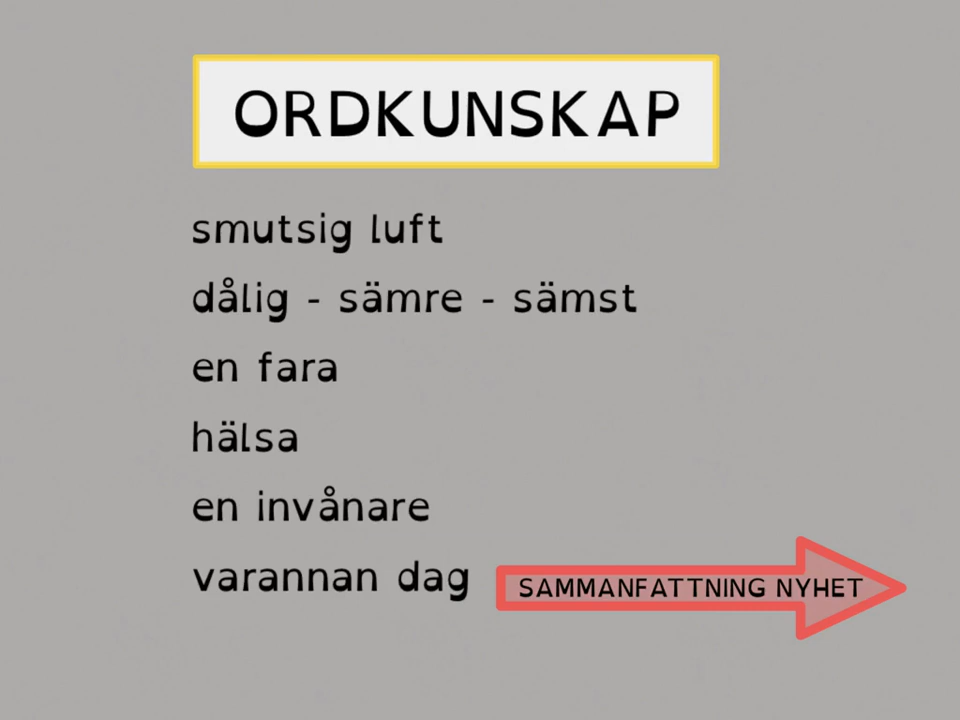 ORDKUNSKAP
smutsig luft
dålig - sämre - sämst
en fara
hälsa
en invånare
varannan dag
SAMMANFATTNING NYHET